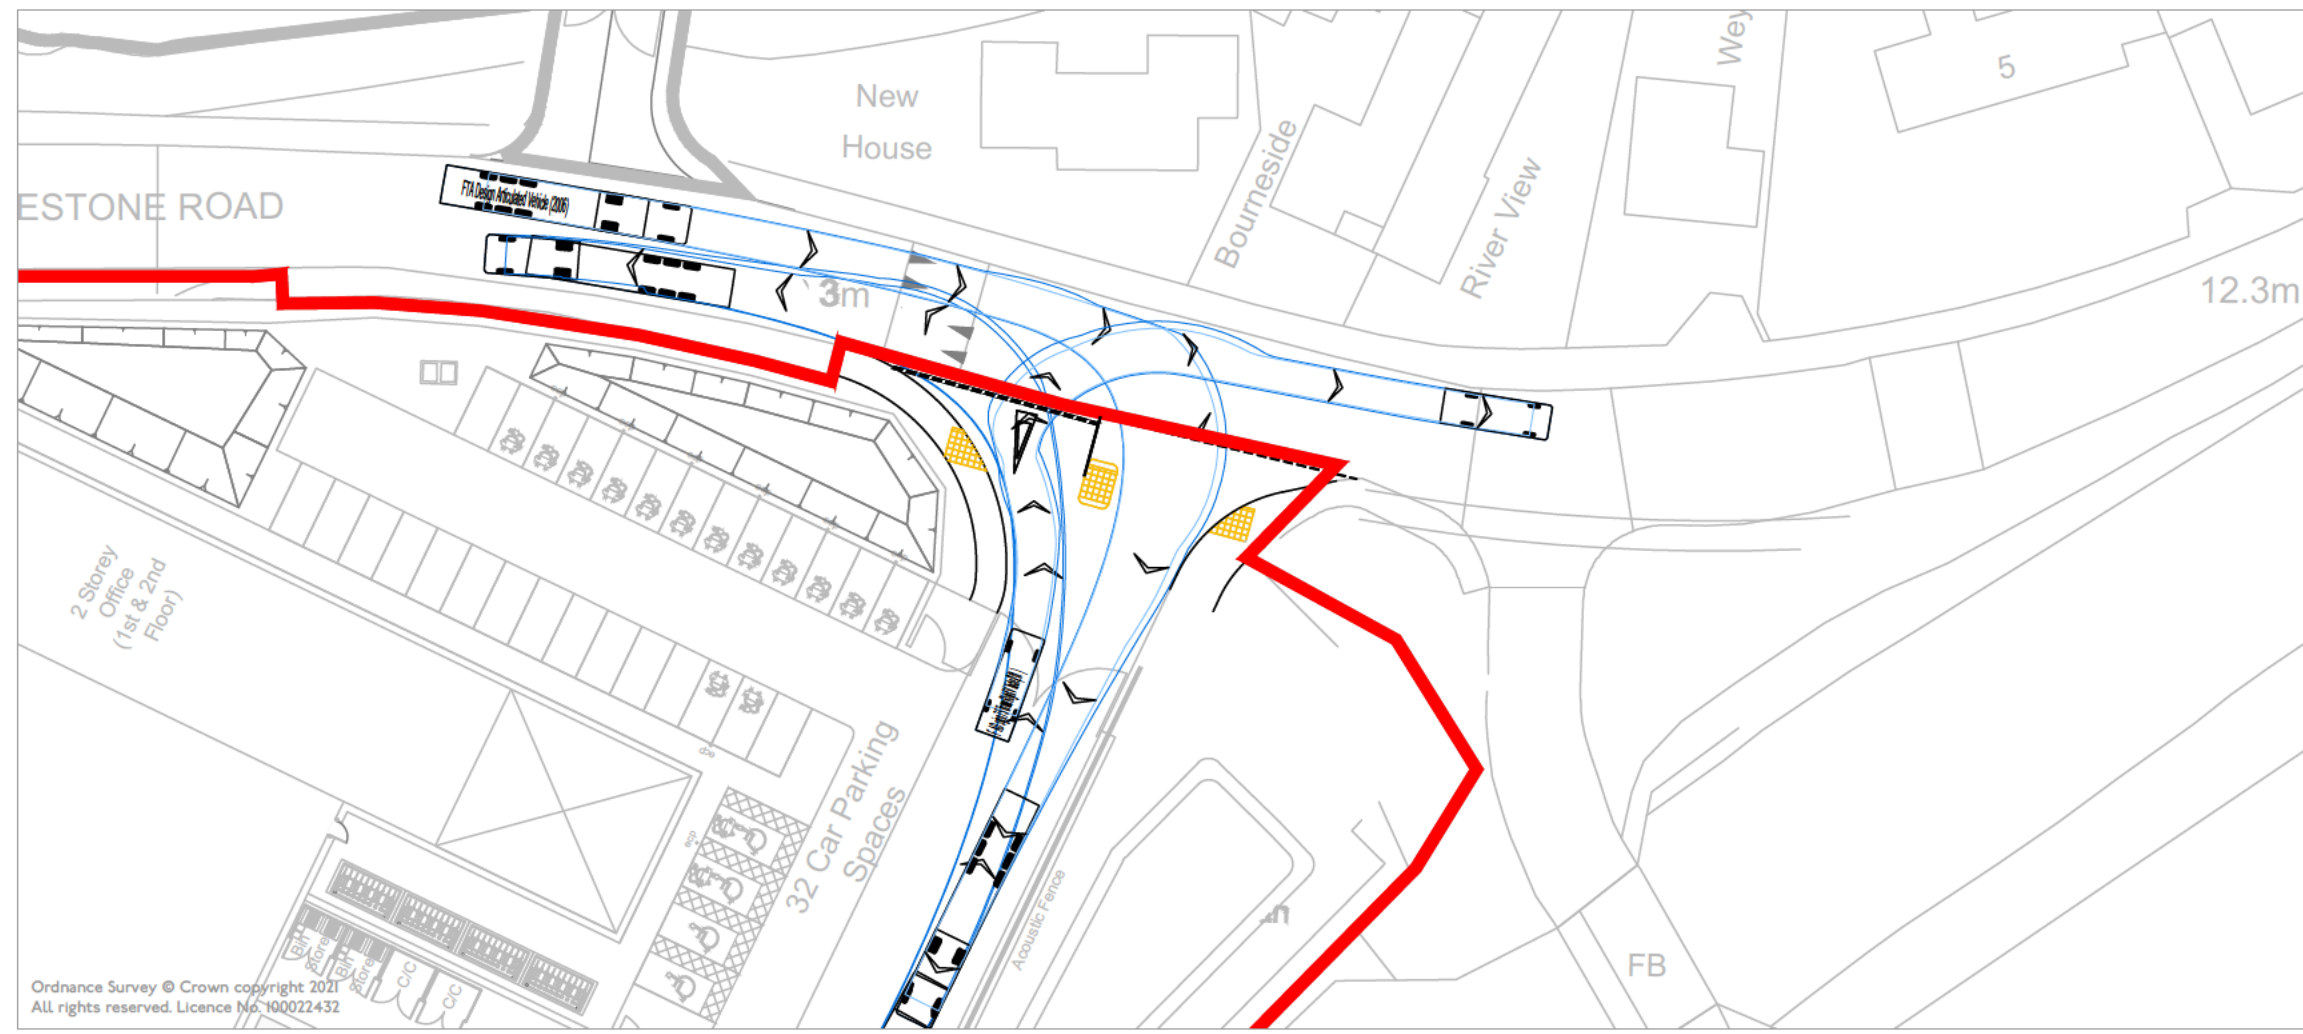 New
House
Wey
5
ESTONE ROAD
FTA Design Articulated Vehicle (2006)
Bourneside
River View
12.3m
3m
2 Storey
Office
(1st & 2nd
Floor)
32 Car Parking
Spaces
Acoustic Fence
FB
Bin
Store
Bin
Store
C/C
C/C
Ordnance Survey © Crown copyright 2021
All rights reserved. Licence No. 100022432